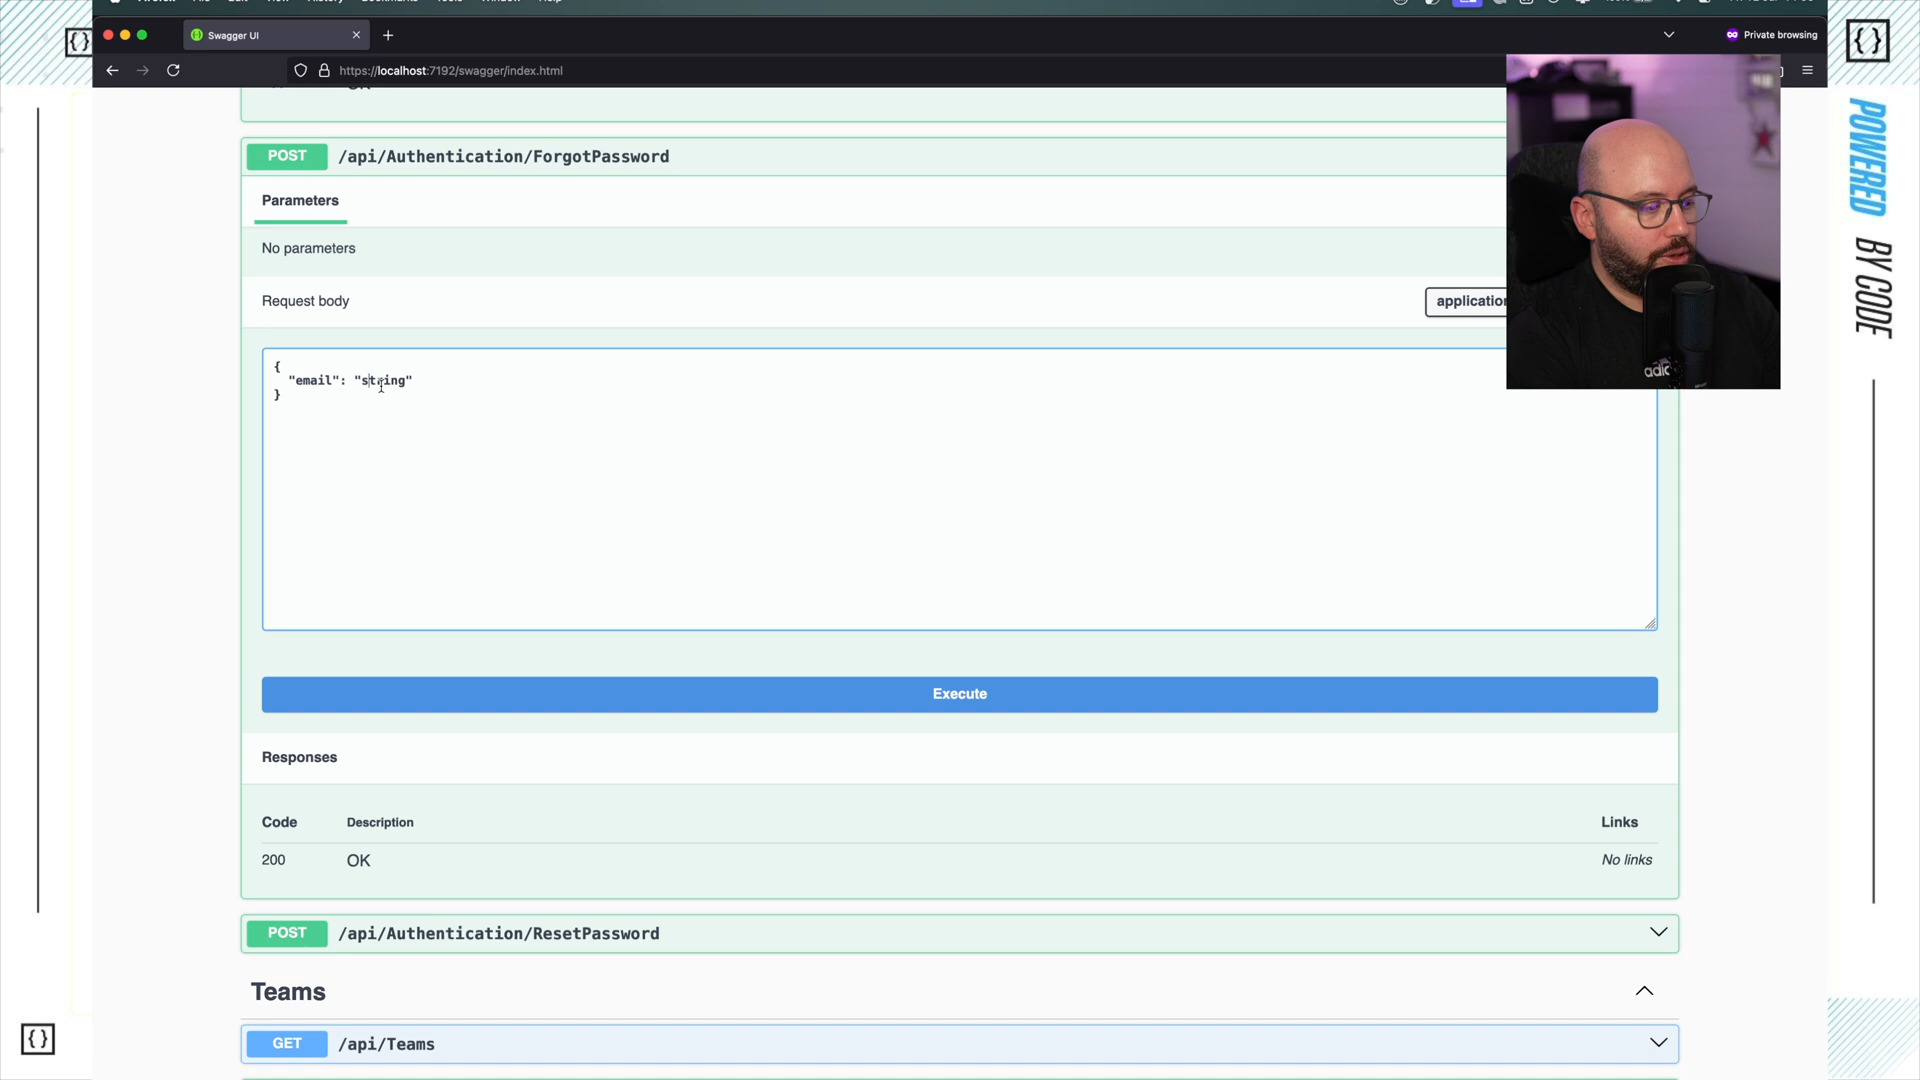 Swagger UI
Private browsing
https://localhost:7192/swagger/index.html
OK
POST /api/Authentication/ForgotPassword
Parameters
No parameters
Request body
application
{
"email": "string"
}
Execute
Responses
Code Description Links
200 OK No links
POST /api/Authentication/ResetPassword
Teams
GET /api/Teams
POWERED BY CODE